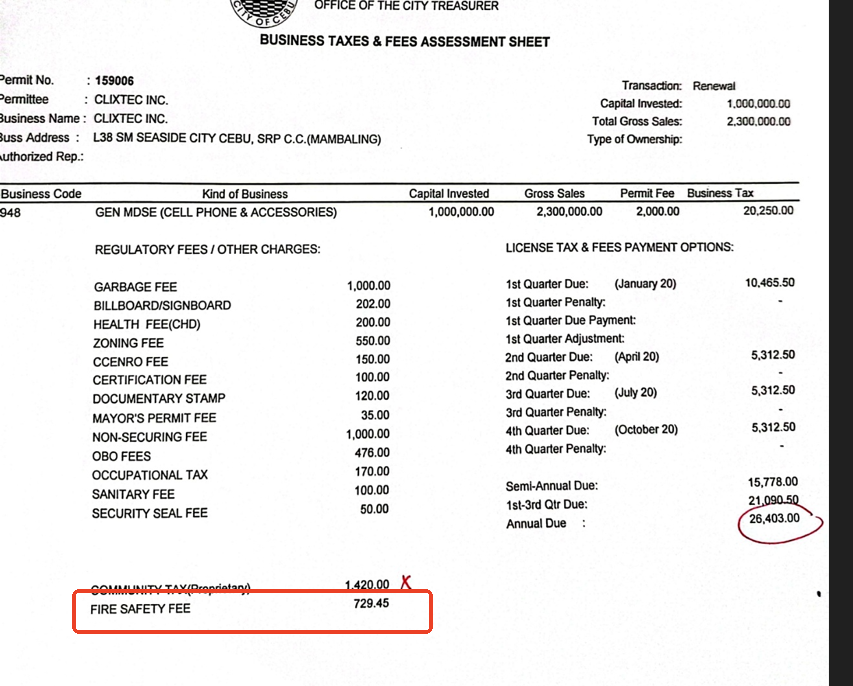 CITY OF CEBU
OFFICE OF THE CITY TREASURER
BUSINESS TAXES & FEES ASSESSMENT SHEET
Permit No. : 159006
Transaction: Renewal
Permittee : CLIXTEC INC.
Capital Invested: 1,000,000.00
Business Name : CLIXTEC INC.
Total Gross Sales: 2,300,000.00
Buss Address : L38 SM SEASIDE CITY CEBU, SRP C.C.(MAMBALING)
Type of Ownership:
Authorized Rep.:
Business Code Kind of Business Capital Invested Gross Sales Permit Fee Business Tax
948 GEN MDSE (CELL PHONE & ACCESSORIES) 1,000,000.00 2,300,000.00 2,000.00 20,250.00
REGULATORY FEES / OTHER CHARGES:
GARBAGE FEE 1,000.00
BILLBOARD/SIGNBOARD 202.00
HEALTH FEE(CHD) 200.00
ZONING FEE 550.00
CCENRO FEE 150.00
CERTIFICATION FEE 100.00
DOCUMENTARY STAMP 120.00
MAYOR'S PERMIT FEE 35.00
NON-SECURING FEE 1,000.00
OBO FEES 476.00
OCCUPATIONAL TAX 170.00
SANITARY FEE 100.00
SECURITY SEAL FEE 50.00
COMMUNITY TAX(Proprietary) 1,420.00 X
FIRE SAFETY FEE 729.45
LICENSE TAX & FEES PAYMENT OPTIONS:
1st Quarter Due: (January 20) 10,465.50
1st Quarter Penalty: -
1st Quarter Due Payment:
1st Quarter Adjustment:
2nd Quarter Due: (April 20) 5,312.50
2nd Quarter Penalty: -
3rd Quarter Due: (July 20) 5,312.50
3rd Quarter Penalty: -
4th Quarter Due: (October 20) 5,312.50
4th Quarter Penalty: -
Semi-Annual Due: 15,778.00
1st-3rd Qtr Due: 21,090.50
Annual Due : 26,403.00